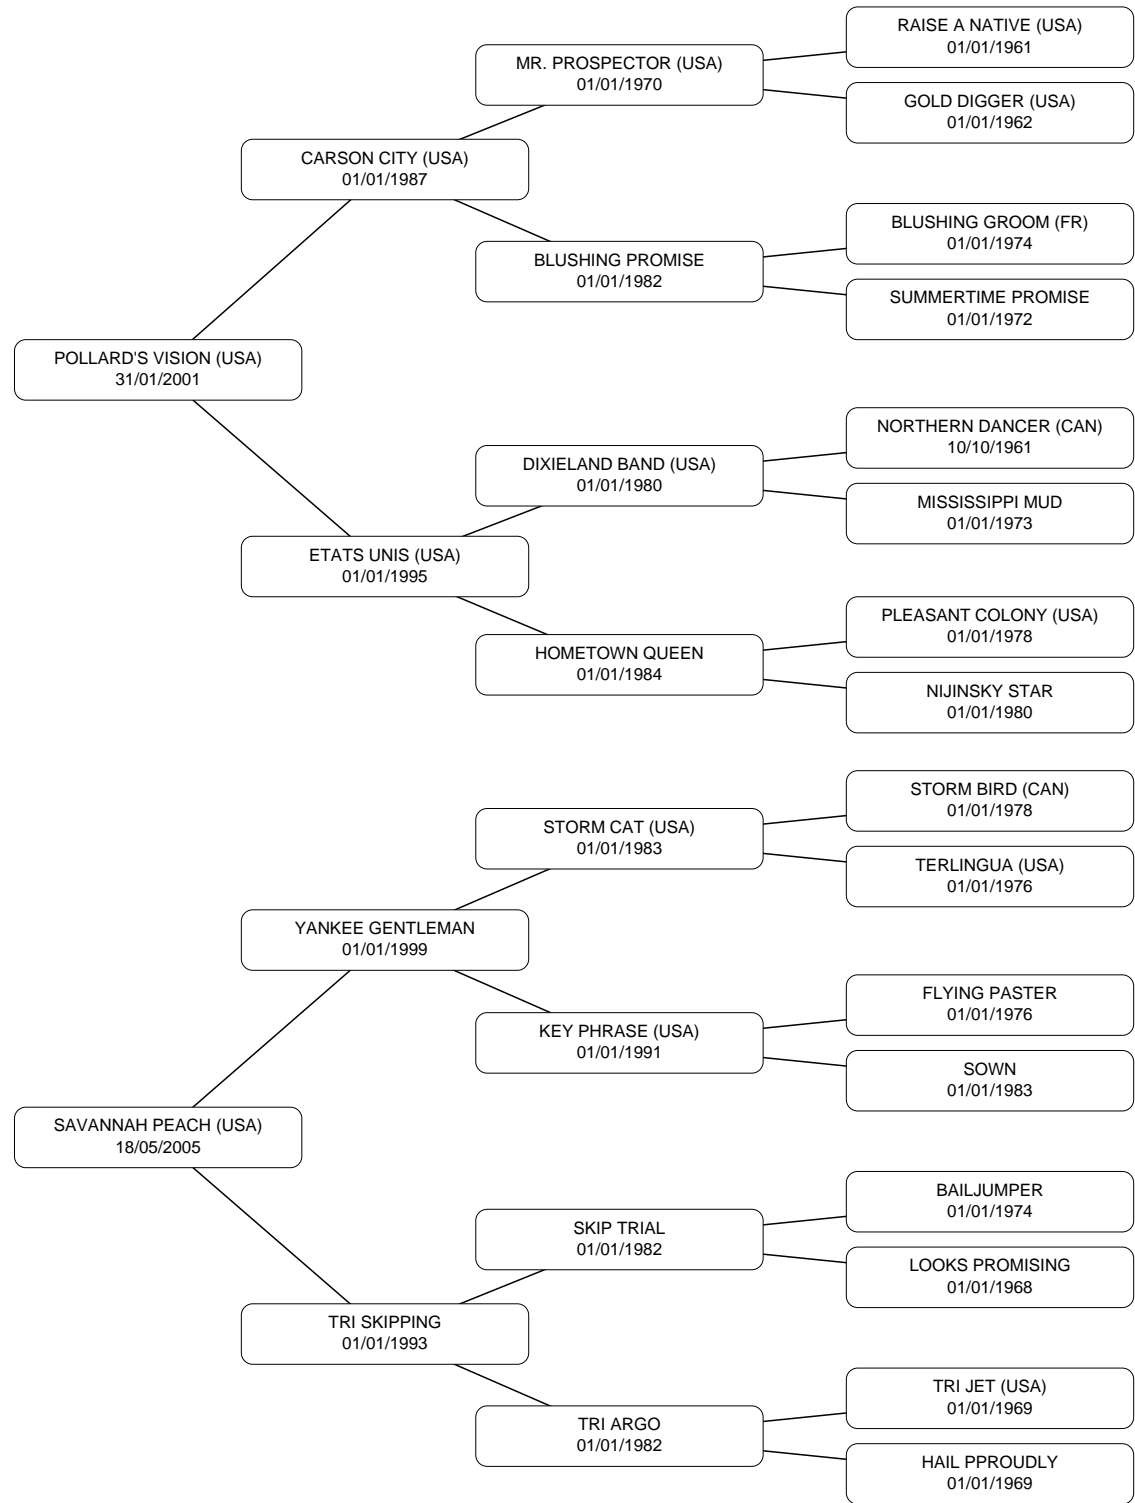 RAISE A NATIVE (USA)
01/01/1961
MR. PROSPECTOR (USA)
01/01/1970
GOLD DIGGER (USA)
01/01/1962
CARSON CITY (USA)
01/01/1987
BLUSHING GROOM (FR)
01/01/1974
BLUSHING PROMISE
01/01/1982
SUMMERTIME PROMISE
01/01/1972
POLLARD'S VISION (USA)
31/01/2001
NORTHERN DANCER (CAN)
10/10/1961
DIXIELAND BAND (USA)
01/01/1980
MISSISSIPPI MUD
01/01/1973
ETATS UNIS (USA)
01/01/1995
PLEASANT COLONY (USA)
01/01/1978
HOMETOWN QUEEN
01/01/1984
NIJINSKY STAR
01/01/1980
STORM BIRD (CAN)
01/01/1978
STORM CAT (USA)
01/01/1983
TERLINGUA (USA)
01/01/1976
YANKEE GENTLEMAN
01/01/1999
FLYING PASTER
01/01/1976
KEY PHRASE (USA)
01/01/1991
SOWN
01/01/1983
SAVANNAH PEACH (USA)
18/05/2005
BAILJUMPER
01/01/1974
SKIP TRIAL
01/01/1982
LOOKS PROMISING
01/01/1968
TRI SKIPPING
01/01/1993
TRI JET (USA)
01/01/1969
TRI ARGO
01/01/1982
HAIL PPROUDLY
01/01/1969